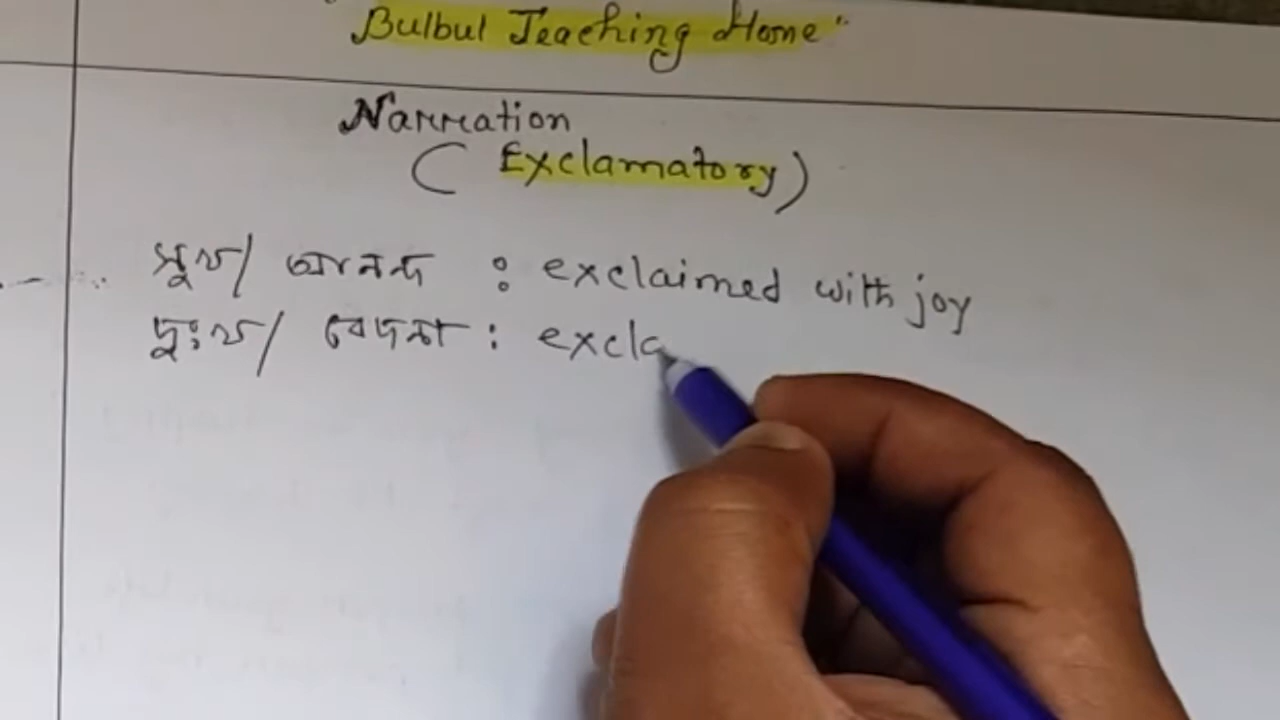 Bulbul Teaching Home"
Narration
(Exclamatory)
সুখ/ আনন্দ : exclaimed with joy
দুঃখ/ বেদনা : excla